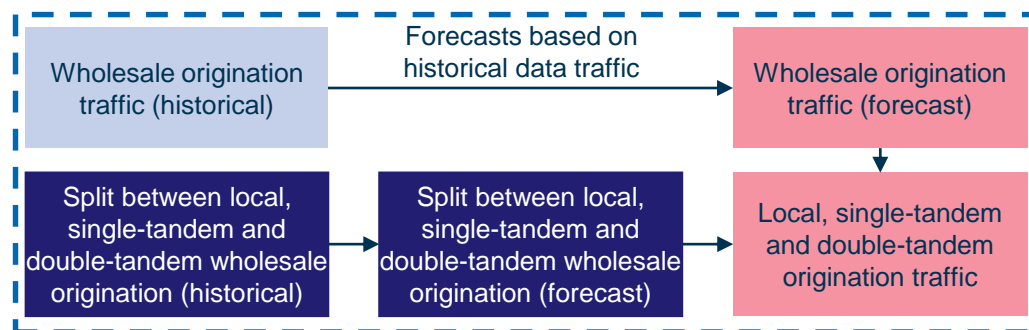 Wholesale origination
traffic (historical)
Forecasts based on
historical data traffic
Wholesale origination
traffic (forecast)
Split between local,
single-tandem and
double-tandem wholesale
origination (historical)
Split between local,
single-tandem and
double-tandem wholesale
origination (forecast)
Local, single-tandem
and double-tandem
origination traffic